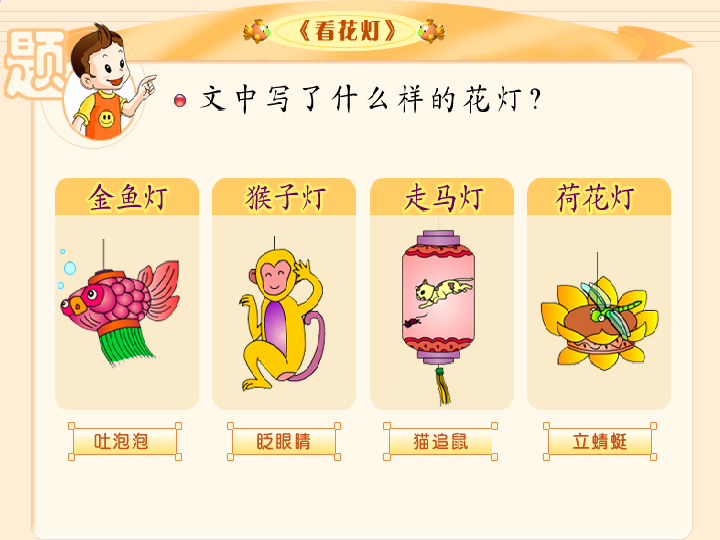 《看花灯》
题
文中写了什么样的花灯？
金鱼灯
猴子灯
走马灯
荷花灯
吐泡泡
眨眼睛
猫追鼠
立蜻蜓